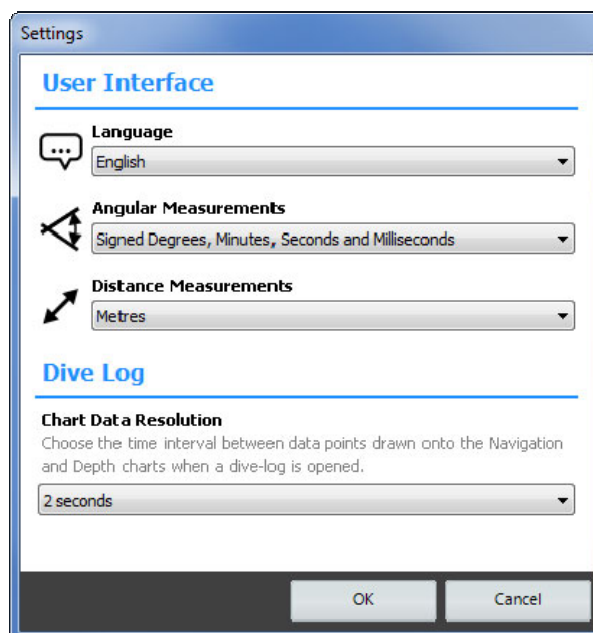 Settings
User Interface
Language
English
Angular Measurements
Signed Degrees, Minutes, Seconds and Milliseconds
Distance Measurements
Metres
Dive Log
Chart Data Resolution
Choose the time interval between data points drawn onto the Navigation
and Depth charts when a dive-log is opened.
2 seconds
OK
Cancel